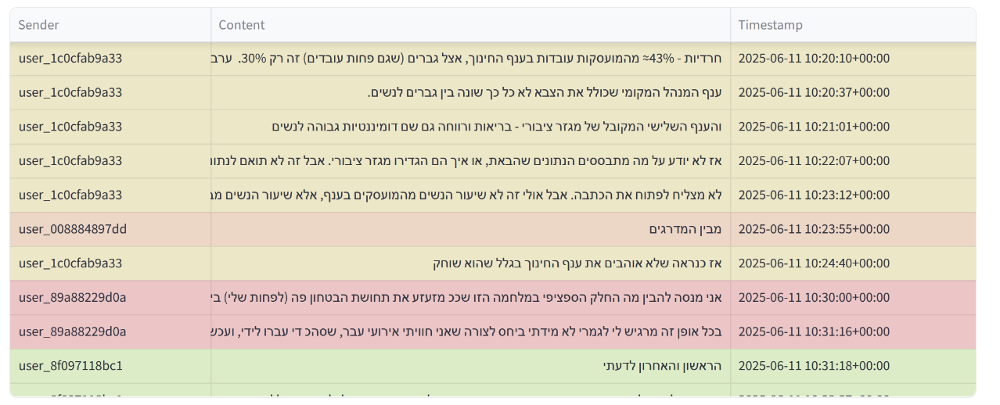 Sender Content Timestamp
user_1c0cfab9a33 חרדיות - 43%≈ מהמועסקות עובדות בענף החינוך, אצל גברים (שגם פחות עובדים) זה רק 30%. ערב 2025-06-11 10:20:10+00:00
user_1c0cfab9a33 ענף המנהל המקומי שכולל את הצבא לא כל כך שונה בין גברים לנשים. 2025-06-11 10:20:37+00:00
user_1c0cfab9a33 והענף השלישי המקובל של מגזר ציבורי - בריאות ורווחה גם שם דומיננטיות גבוהה לנשים 2025-06-11 10:21:01+00:00
user_1c0cfab9a33 אז לא יודע על מה מתבססים הנתונים שהבאת, או איך הם הגדירו מגזר ציבורי. אבל זה לא תואם לנתונ 2025-06-11 10:22:07+00:00
user_1c0cfab9a33 לא מצליח לפתוח את הכתבה. אבל אולי זה לא שיעור הנשים מהמועסקים בענף, אלא שיעור הנשים 2025-06-11 10:23:12+00:00
user_008884897dd מבין המדרגים 2025-06-11 10:23:55+00:00
user_1c0cfab9a33 אז כנראה שלא אוהבים את ענף החינוך בגלל שהוא שוחק 2025-06-11 10:24:40+00:00
user_89a88229d0a אני מנסה להבין מה החלק הספציפי במלחמה הזו שככ מזעזע את תחושת הבטחון פה (לפחות שלי) בי 2025-06-11 10:30:00+00:00
user_89a88229d0a בכל אופן זה מרגיש לי לגמרי לא מידתי ביחס לצורה שאני חוויתי אירועי עבר, שסהכ די עברו לידי, ועכש 2025-06-11 10:31:16+00:00
user_8f097118bc1 הראשון והאחרון לדעתי 2025-06-11 10:31:18+00:00